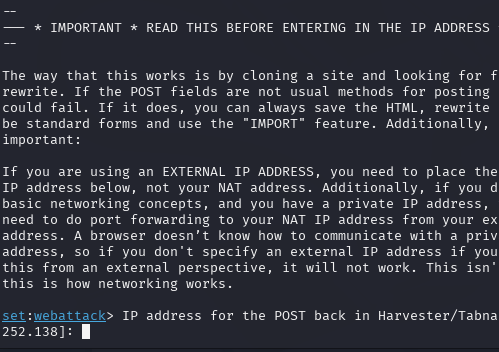 --
--- * IMPORTANT * READ THIS BEFORE ENTERING IN THE IP ADDRESS
--
The way that this works is by cloning a site and looking for f
rewrite. If the POST fields are not usual methods for posting
could fail. If it does, you can always save the HTML, rewrite
be standard forms and use the "IMPORT" feature. Additionally,
important:
If you are using an EXTERNAL IP ADDRESS, you need to place the
IP address below, not your NAT address. Additionally, if you d
basic networking concepts, and you have a private IP address,
need to do port forwarding to your NAT IP address from your ex
address. A browser doesn't know how to communicate with a priv
address, so if you don't specify an external IP address if you
this from an external perspective, it will not work. This isn'
this is how networking works.
set:webattack> IP address for the POST back in Harvester/Tabna
252.138]: